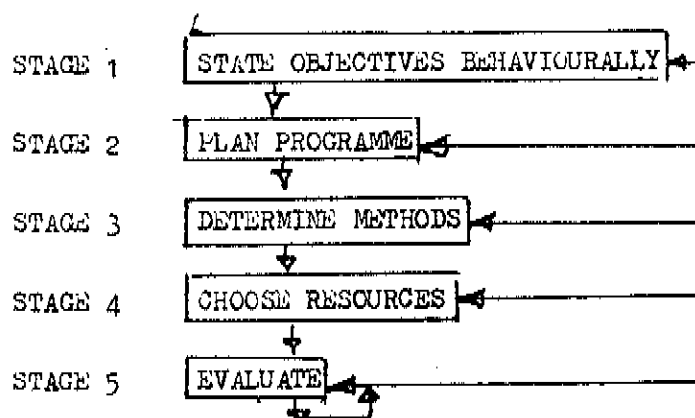 STAGE 1 STATE OBJECTIVES BEHAVIOURALLY
STAGE 2 PLAN PROGRAMME
STAGE 3 DETERMINE METHODS
STAGE 4 CHOOSE RESOURCES
STAGE 5 EVALUATE